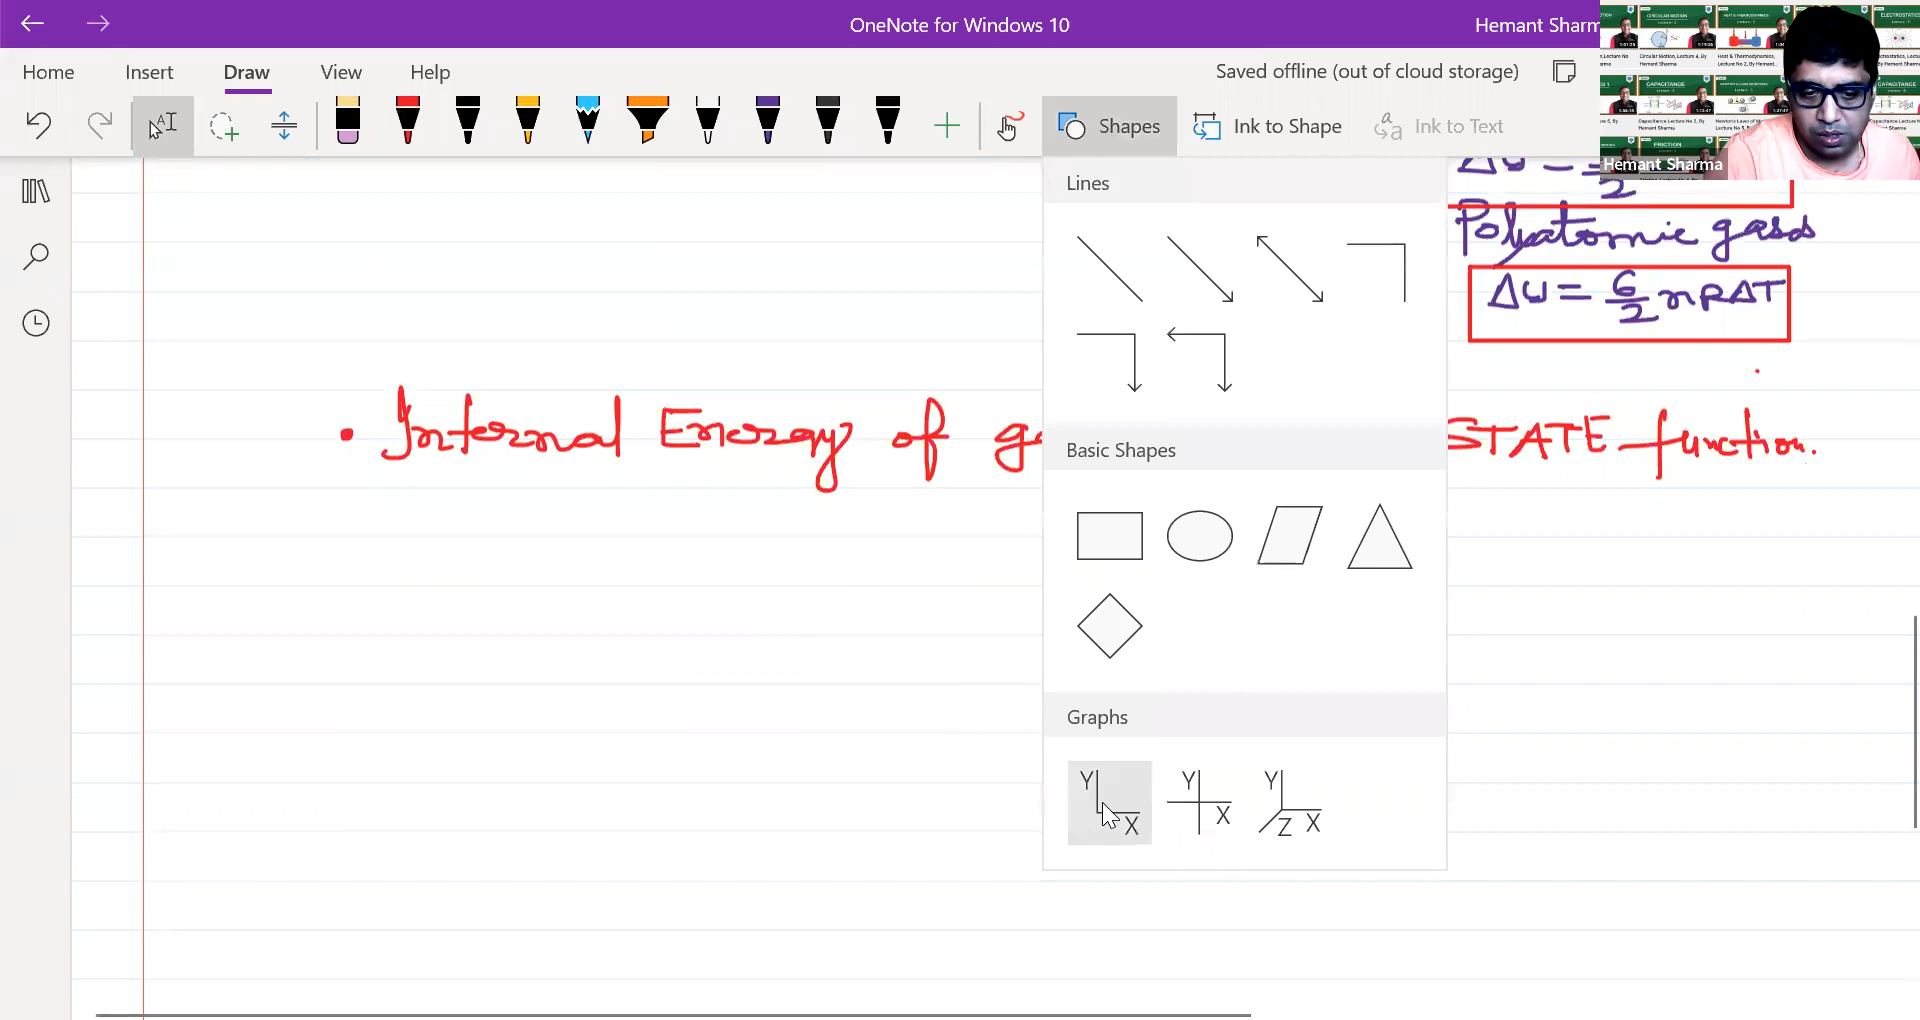 OneNote for Windows 10
Hemant Sharm
Home Insert Draw View Help
Saved offline (out of cloud storage)
Shapes Ink to Shape Ink to Text
Hemant Sharma
Lines
Polyatomic gases
ΔU = 6/2 nRΔT
• Internal Energy of ga
STATE function.
Basic Shapes
Graphs
Y X
Y X
Y Z X